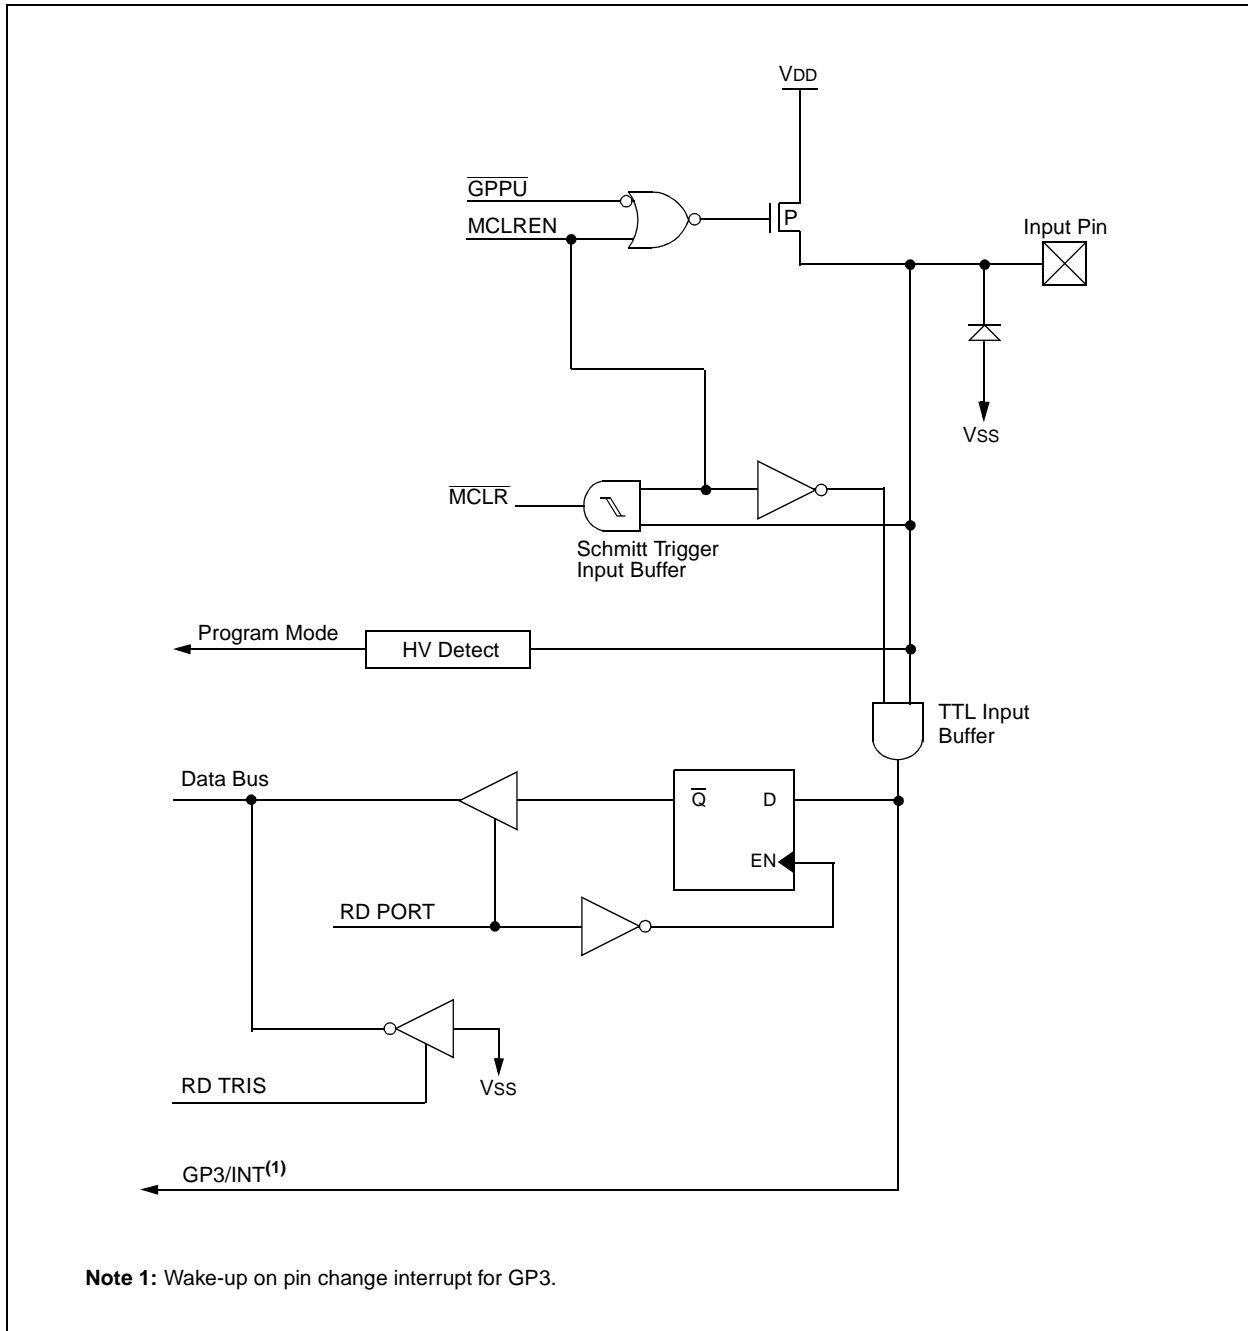 VDD
GPPU
MCLREN
P
Input Pin
VSS
MCLR
Schmitt Trigger
Input Buffer
Program Mode
HV Detect
TTL Input
Buffer
Data Bus
Q
D
EN
RD PORT
RD TRIS
VSS
GP3/INT(1)
Note 1: Wake-up on pin change interrupt for GP3.